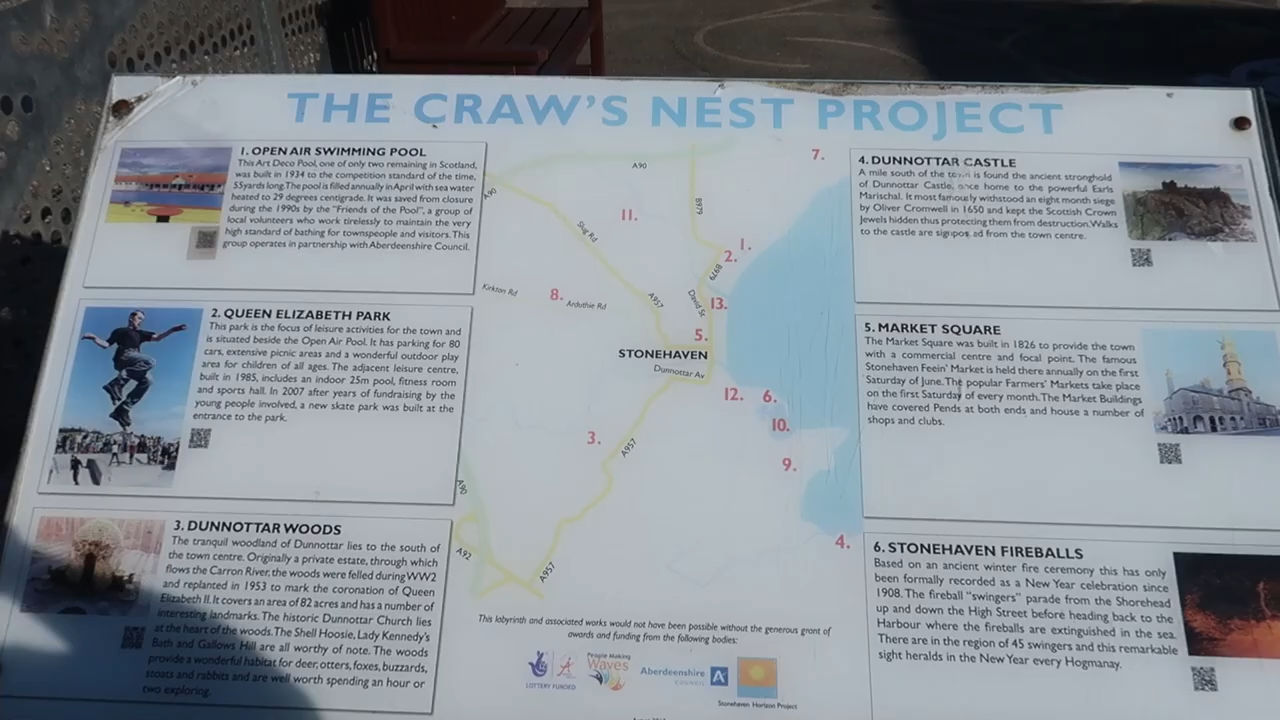 THE CRAW'S NEST PROJECT
1. OPEN AIR SWIMMING POOL
This Art Deco Pool, one of only two remaining in Scotland,
was built in 1934 to the competition standard of the time,
55yards long. The pool is filled annually in April with sea water
heated to 29 degrees centigrade. It was saved from closure
during the 1990s by the "Friends of the Pool", a group of
local volunteers who work tirelessly to maintain the very
high standard of bathing for townspeople and visitors. This
group operates in partnership with Aberdeenshire Council.
2. QUEEN ELIZABETH PARK
This park is the focus of leisure activities for the town and
is situated beside the Open Air Pool. It has parking for 80
cars, extensive picnic areas and a wonderful outdoor play
area for children of all ages. The adjacent leisure centre,
built in 1985, includes an indoor 25m pool, fitness room
and sports hall. In 2007 after years of fundraising by the
young people involved, a new skate park was built at the
entrance to the park.
3. DUNNOTTAR WOODS
The tranquil woodland of Dunnottar lies to the south of
the town centre. Originally a private estate, through which
flows the Carron River, the woods were felled during WW2
and replanted in 1953 to mark the coronation of Queen
Elizabeth II. It covers an area of 82 acres and has a number of
interesting landmarks. The historic Dunnottar Church lies
at the heart of the woods. The Shell Hoosie, Lady Kennedy's
Bath and Gallows Hill are all worthy of note. The woods
provide a wonderful habitat for deer, otters, foxes, buzzards,
stoats and rabbits and are well worth spending an hour or
two exploring.
A90
7.
A90
B979
11.
Slug Rd
1.
2.
B979
Kirkton Rd
8.
Arduthie Rd
A957
David St
13.
5.
STONEHAVEN
Dunnottar Av
12.
6.
10.
3.
A957
9.
A90
4.
A92
A957
This labyrinth and associated works would not have been possible without the generous grant of
awards and funding from the following bodies:
LOTTERY FUNDED
People Making
Waves
Aberdeenshire
COUNCIL
Stonehaven Horizon Project
4. DUNNOTTAR CASTLE
A mile south of the town is found the ancient stronghold
of Dunnottar Castle, once home to the powerful Earls
Marischal. It most famously withstood an eight month siege
by Oliver Cromwell in 1650 and kept the Scottish Crown
Jewels hidden thus protecting them from destruction. Walks
to the castle are signposted from the town centre.
5. MARKET SQUARE
The Market Square was built in 1826 to provide the town
with a commercial centre and focal point. The famous
Stonehaven Feein' Market is held there annually on the first
Saturday of June. The popular Farmers' Markets take place
on the first Saturday of every month. The Market Buildings
have covered Pends at both ends and house a number of
shops and clubs.
6. STONEHAVEN FIREBALLS
Based on an ancient winter fire ceremony this has only
been formally recorded as a New Year celebration since
1908. The fireball "swingers" parade from the Shorehead
up and down the High Street before heading back to the
Harbour where the fireballs are extinguished in the sea.
There are in the region of 45 swingers and this remarkable
sight heralds in the New Year every Hogmanay.